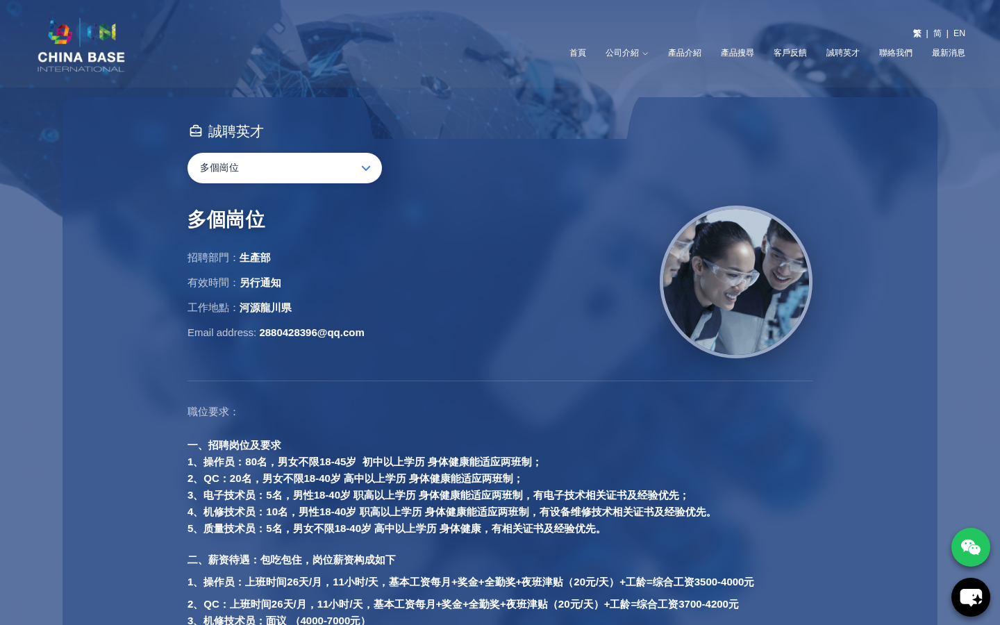 CHINA BASE
INTERNATIONAL
繁 | 简 | EN
首頁 公司介紹 產品介紹 產品搜尋 客戶反饋 誠聘英才 聯絡我們 最新消息
誠聘英才
多個崗位
多個崗位
招聘部門：生產部
有效時間：另行通知
工作地點：河源龍川県
Email address: 2880428396@qq.com
職位要求：
一、招聘岗位及要求
1、操作员：80名，男女不限18-45岁  初中以上学历 身体健康能适应两班制；
2、QC：20名，男女不限18-40岁 高中以上学历 身体健康能适应两班制；
3、电子技术员：5名，男性18-40岁 职高以上学历 身体健康能适应两班制，有电子技术相关证书及经验优先；
4、机修技术员：10名，男性18-40岁 职高以上学历 身体健康能适应两班制，有设备维修技术相关证书及经验优先。
5、质量技术员：5名，男女不限18-40岁 高中以上学历 身体健康，有相关证书及经验优先。
二、薪资待遇：包吃包住，岗位薪资构成如下
1、操作员：上班时间26天/月，11小时/天，基本工资每月+奖金+全勤奖+夜班津贴（20元/天）+工龄=综合工资3500-4000元
2、QC：上班时间26天/月，11小时/天，基本工资每月+奖金+全勤奖+夜班津贴（20元/天）+工龄=综合工资3700-4200元
3、机修技术员：面议 （4000-7000元）